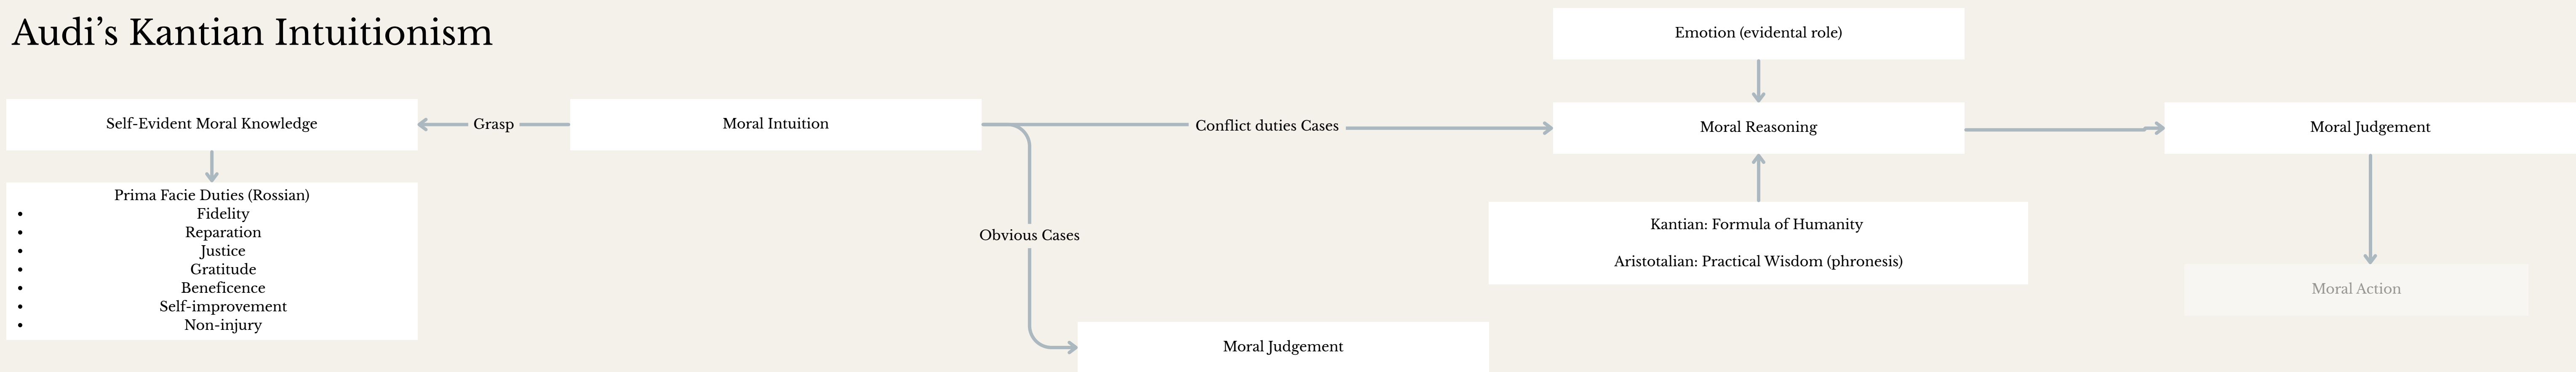 Audi’s Kantian Intuitionism
Emotion (evidental role)
Self-Evident Moral Knowledge
Grasp
Moral Intuition
Conflict duties Cases
Moral Reasoning
Moral Judgement
Prima Facie Duties (Rossian)
• Fidelity
• Reparation
• Justice
• Gratitude
• Beneficence
• Self-improvement
• Non-injury
Obvious Cases
Kantian: Formula of Humanity
Aristotalian: Practical Wisdom (phronesis)
Moral Action
Moral Judgement